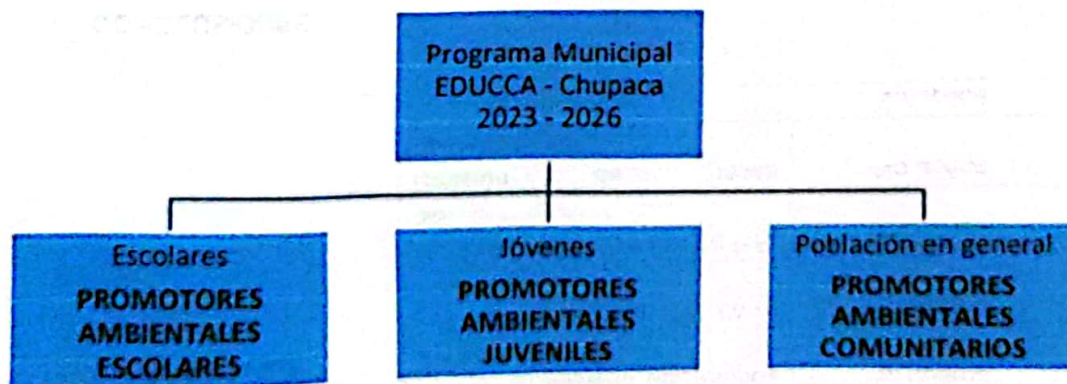 Programa Municipal
EDUCCA - Chupaca
2023 - 2026
Escolares
PROMOTORES
AMBIENTALES
ESCOLARES
Jóvenes
PROMOTORES
AMBIENTALES
JUVENILES
Población en general
PROMOTORES
AMBIENTALES
COMUNITARIOS